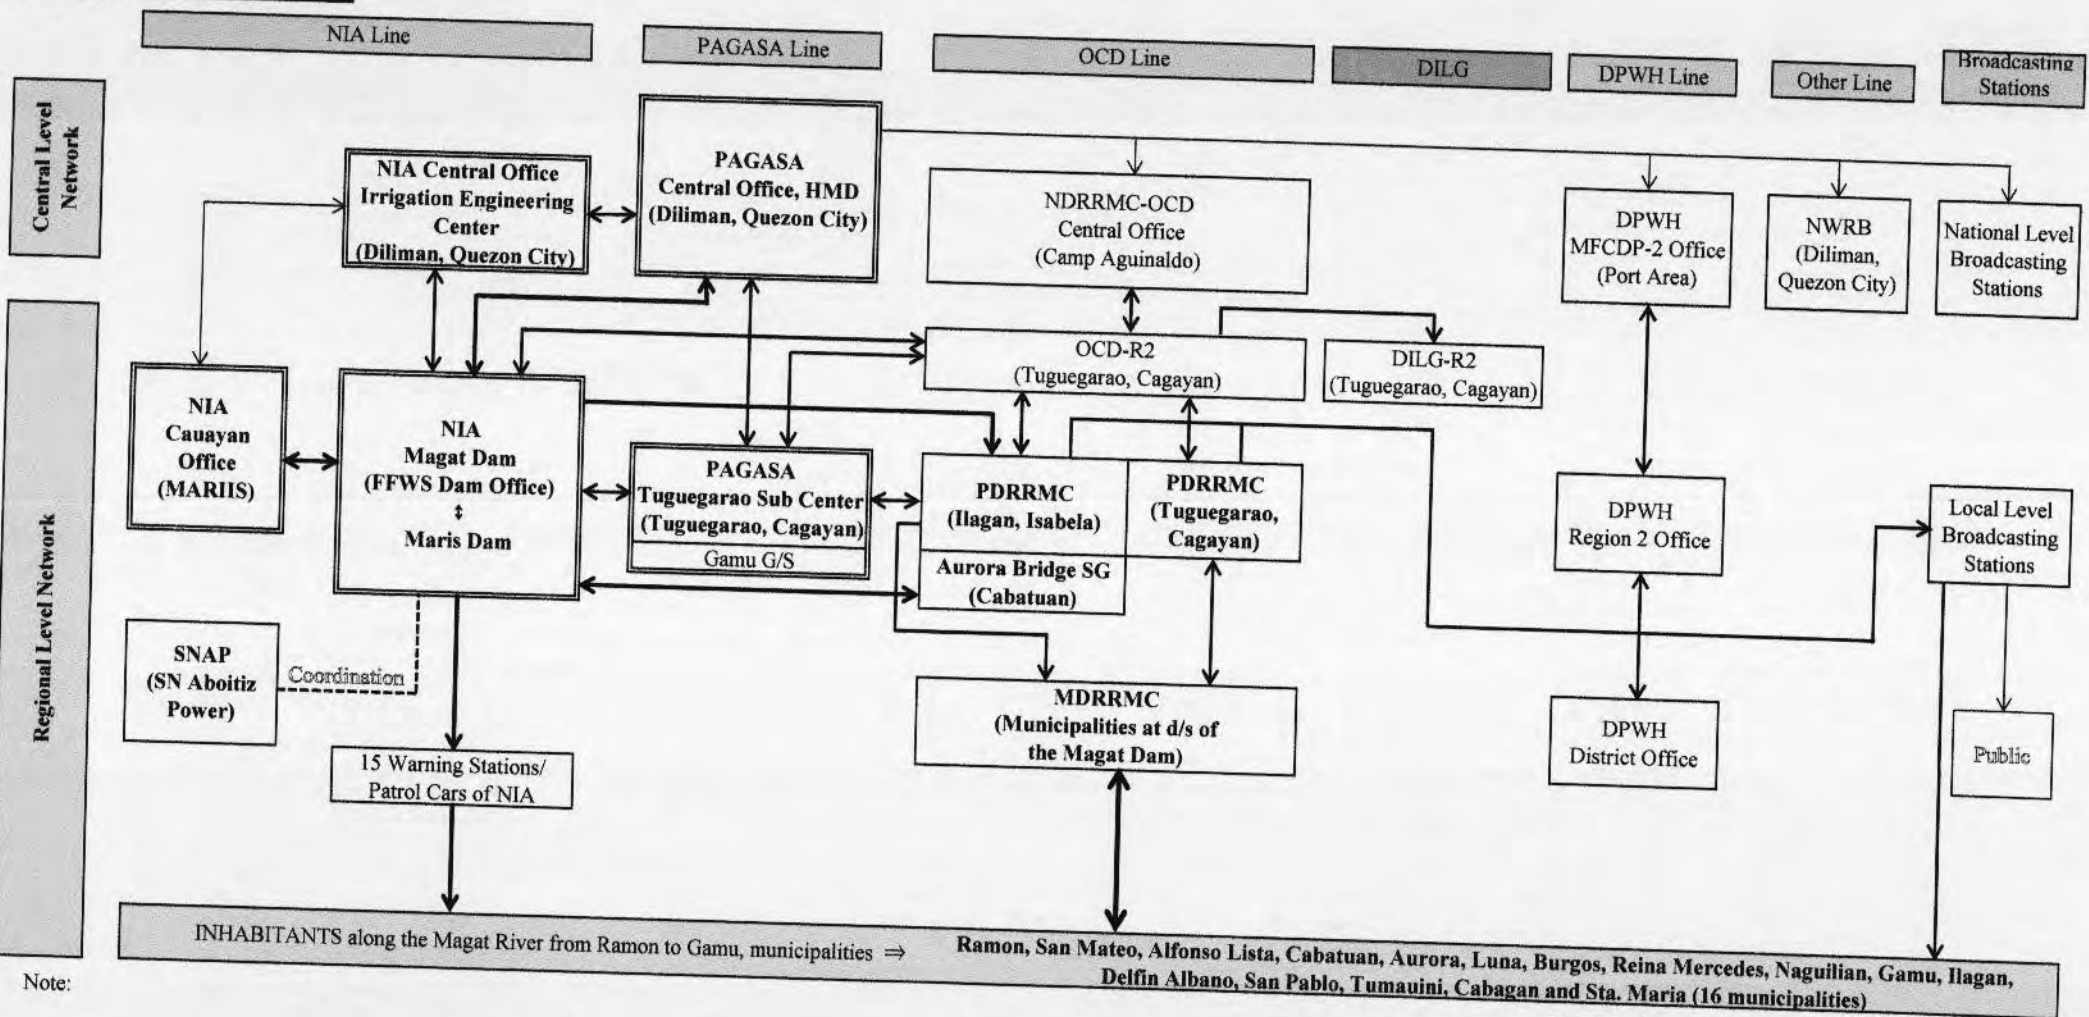 NIA Line
PAGASA Line
OCD Line
DILG
DPWH Line
Other Line
Broadcasting
Stations
Central Level
Network
NIA Central Office
Irrigation Engineering
Center
(Diliman, Quezon City)
PAGASA
Central Office, HMD
(Diliman, Quezon City)
NDRRMC-OCD
Central Office
(Camp Aguinaldo)
DPWH
MFCDP-2 Office
(Port Area)
NWRB
(Diliman,
Quezon City)
National Level
Broadcasting
Stations
Regional Level Network
OCD-R2
(Tuguegarao, Cagayan)
DILG-R2
(Tuguegarao, Cagayan)
NIA
Cauayan
Office
(MARIIS)
NIA
Magat Dam
(FFWS Dam Office)
↕
Maris Dam
PAGASA
Tuguegarao Sub Center
(Tuguegarao, Cagayan)
Gamu G/S
PDRRMC
(Ilagan, Isabela)
Aurora Bridge SG
(Cabatuan)
PDRRMC
(Tuguegarao,
Cagayan)
DPWH
Region 2 Office
Local Level
Broadcasting
Stations
SNAP
(SN Aboitiz
Power)
Coordination
MDRRMC
(Municipalities at d/s of
the Magat Dam)
DPWH
District Office
Public
15 Warning Stations/
Patrol Cars of NIA
INHABITANTS along the Magat River from Ramon to Gamu, municipalities ⇒
Ramon, San Mateo, Alfonso Lista, Cabatuan, Aurora, Luna, Burgos, Reina Mercedes, Naguilian, Gamu, Ilagan,
Delfin Albano, San Pablo, Tumauini, Cabagan and Sta. Maria (16 municipalities)
Note: